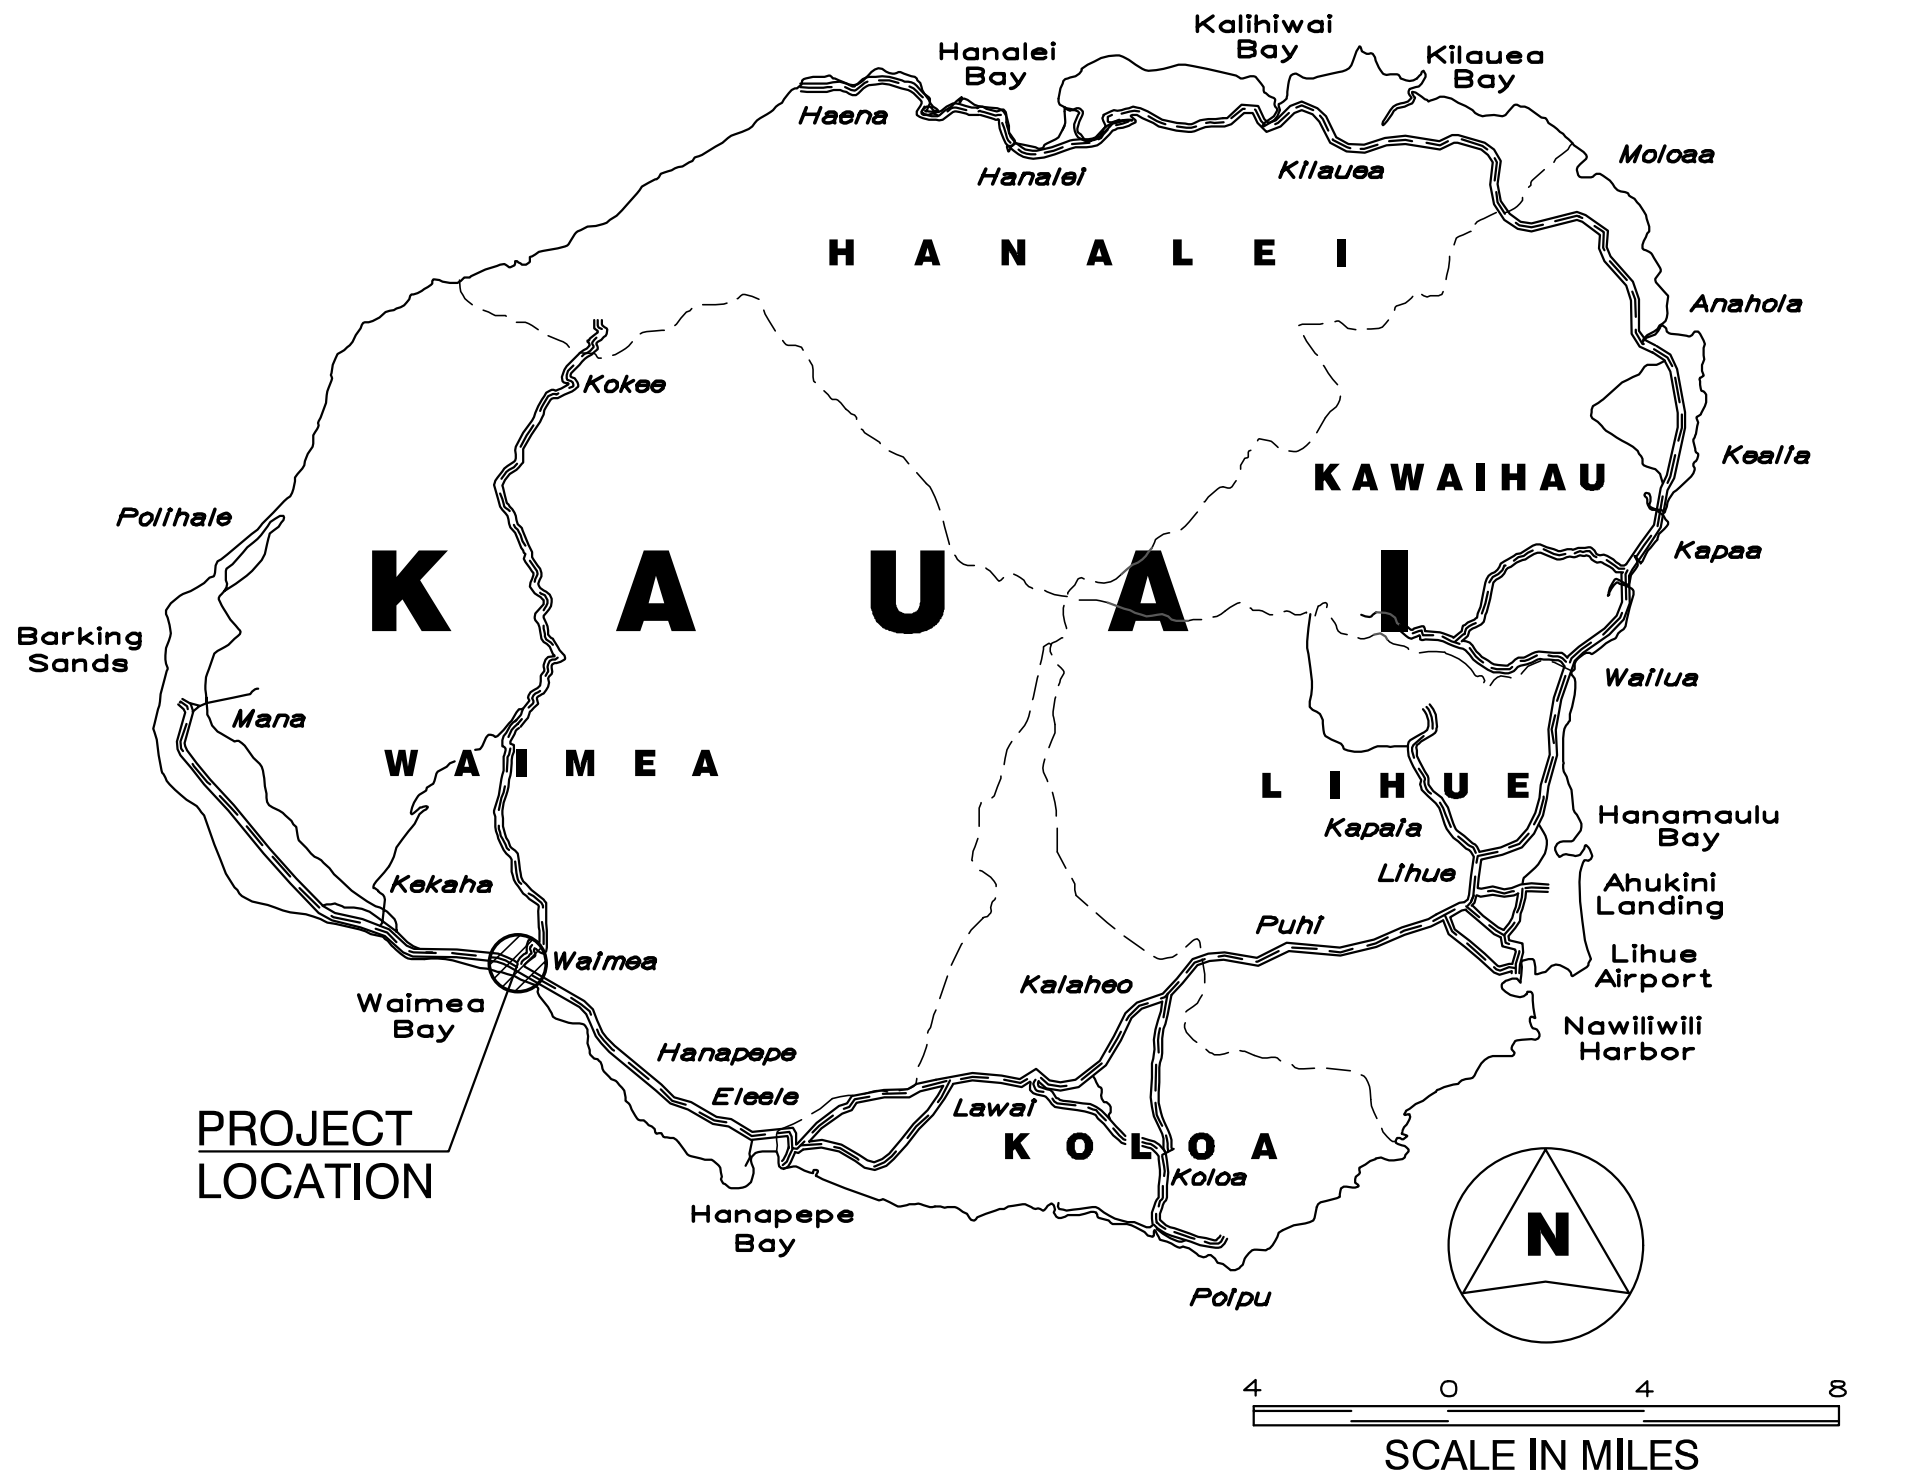 Kalihiwai
Bay
Hanalei
Bay
Kilauea
Bay
Haena
Hanalei
Kilauea
Moloaa
HANALEI
Anahola
Kokee
Kealia
KAWAIHAU
Polihale
Kapaa
KAUAI
Barking
Sands
Wailua
Mana
WAIMEA
LIHUE
Hanamaulu
Bay
Kapaia
Lihue
Kekaha
Ahukini
Landing
Puhi
Waimea
Lihue
Airport
Kalaheo
Waimea
Bay
Nawiliwili
Harbor
Hanapepe
Eleele
Lawai
PROJECT
LOCATION
KOLOA
Koloa
Hanapepe
Bay
N
Poipu
4 0 4 8
SCALE IN MILES